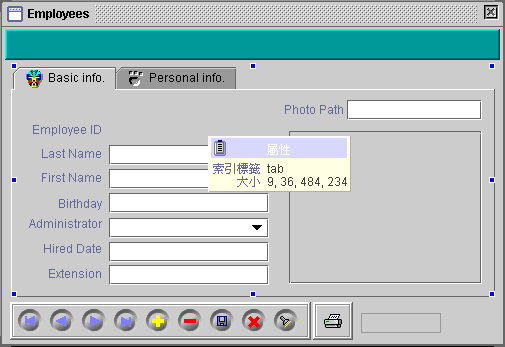 Employees
Basic info.
Personal info.
Photo Path
Employee ID
Last Name
First Name
Birthday
Administrator
Hired Date
Extension
屬性
索引標籤 tab
大小 9, 36, 484, 234